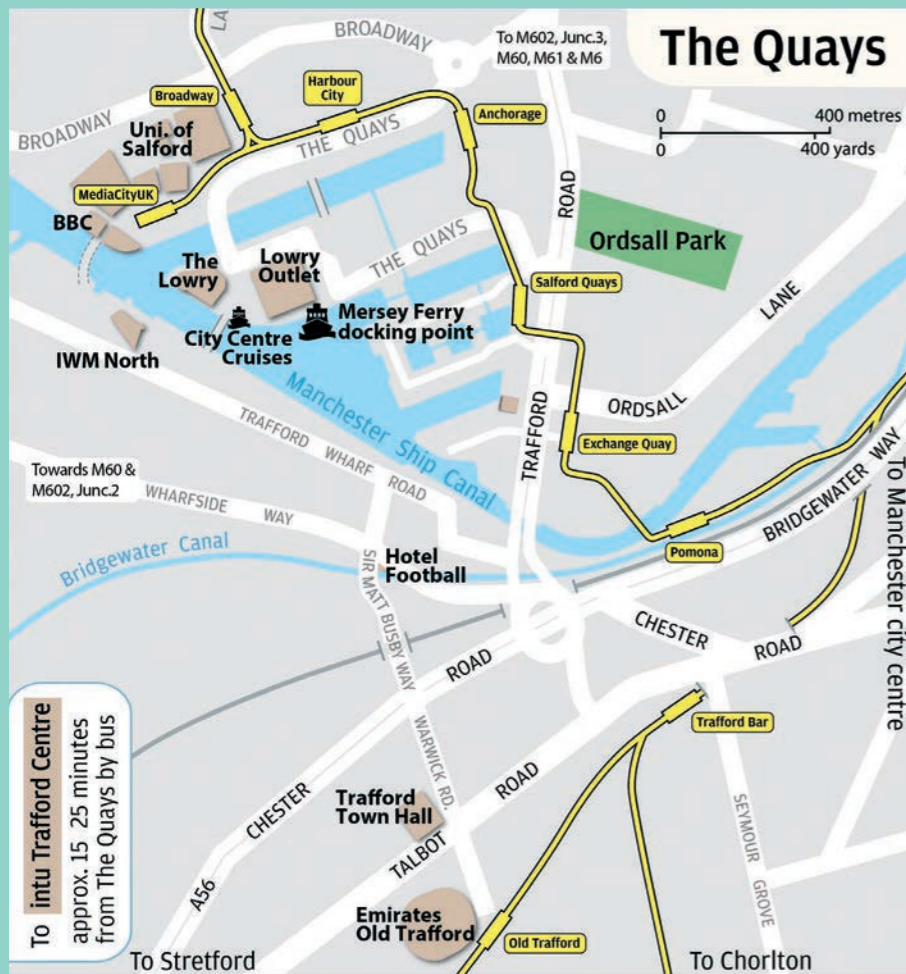 The Quays
0 400 metres
0 400 yards
To M602, Junc.3,
M60, M61 & M6
LA
BROADWAY
BROADWAY
Broadway
Harbour
City
Anchorage
Uni. of
Salford
THE QUAYS
MediaCityUK
BBC
ROAD
Ordsall Park
The
Lowry
Lowry
Outlet
THE QUAYS
Salford Quays
LANE
City Centre
Cruises
Mersey Ferry
docking point
IWM North
Manchester Ship Canal
TRAFFORD WHARF ROAD
TRAFFORD
ORDSALL
Exchange Quay
Towards M60 &
M602, Junc.2
WHARFSIDE WAY
Bridgewater Canal
Hotel
Football
Pomona
BRIDGEWATER WAY
To Manchester city centre
SIR MATT BUSBY WAY
CHESTER ROAD
CHESTER ROAD
A56
Trafford Bar
WARWICK RD.
Trafford
Town Hall
TALBOT ROAD
SEYMOUR GROVE
Emirates
Old Trafford
Old Trafford
To Stretford
To Chorlton
To intu Trafford Centre
approx. 15 25 minutes
from The Quays by bus